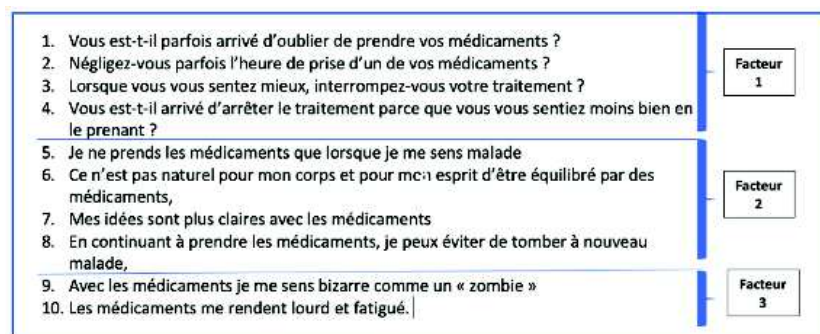 1. Vous est-t-il parfois arrivé d'oublier de prendre vos médicaments ?
2. Négligez-vous parfois l'heure de prise d'un de vos médicaments ?
3. Lorsque vous vous sentez mieux, interrompez-vous votre traitement ?
4. Vous est-t-il arrivé d'arrêter le traitement parce que vous vous sentiez moins bien en
le prenant ?
Facteur
1
5. Je ne prends les médicaments que lorsque je me sens malade
6. Ce n'est pas naturel pour mon corps et pour mon esprit d'être équilibré par des
médicaments,
7. Mes idées sont plus claires avec les médicaments
8. En continuant à prendre les médicaments, je peux éviter de tomber à nouveau
malade,
Facteur
2
9. Avec les médicaments je me sens bizarre comme un « zombie »
10. Les médicaments me rendent lourd et fatigué.
Facteur
3